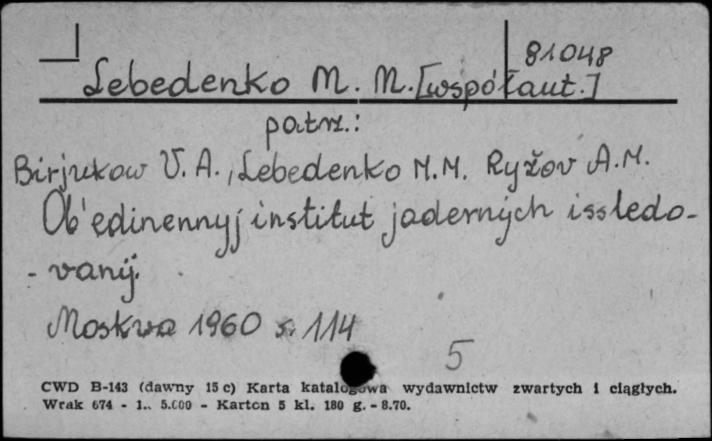 81048
Lebedenko M. M. [współaut.]
patrz.:
Birjukow V. A., Lebedenko M.M. Ryžov A.M.
Ob'edinennyj institut jadernych issledo-
- vanij.
Moskwa 1960 s. 114
5
CWD B-143 (dawny 15 c) Karta katalogowa wydawnictw zwartych i ciągłych.
Wrak 674 - 1.. 5.000 - Karton 5 kl. 180 g. - 8.70.